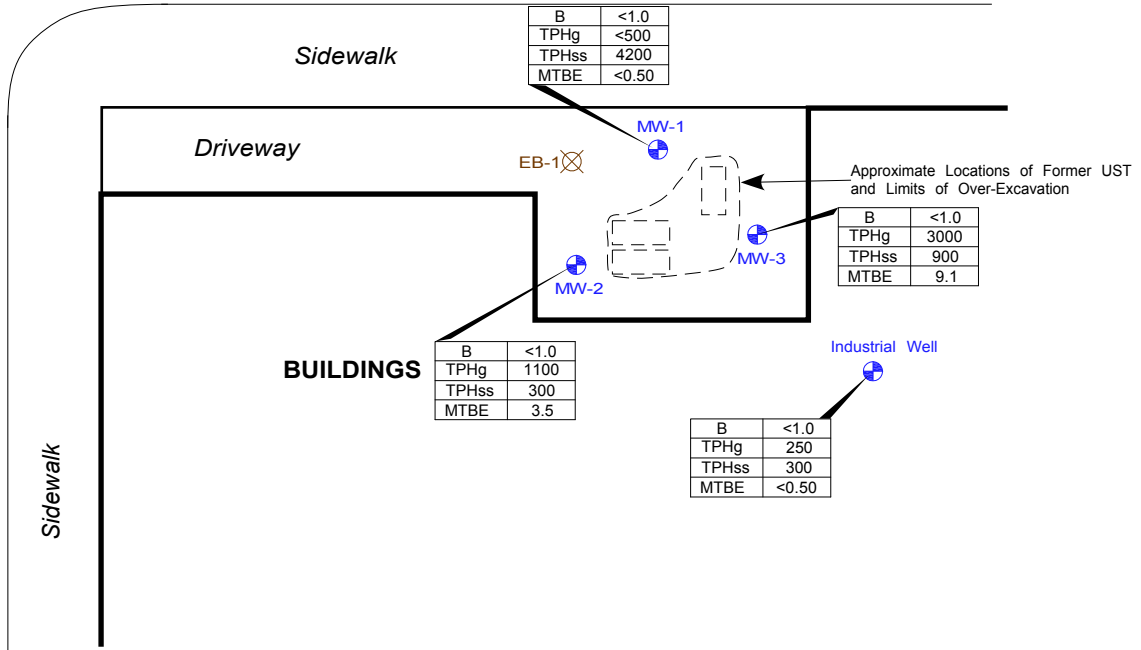 B <1.0
TPHg <500
TPHss 4200
MTBE <0.50
Sidewalk
MW-1
Driveway
EB-1
Approximate Locations of Former UST
and Limits of Over-Excavation
B <1.0
TPHg 3000
TPHss 900
MTBE 9.1
MW-3
MW-2
Industrial Well
BUILDINGS
B <1.0
TPHg 1100
TPHss 300
MTBE 3.5
B <1.0
TPHg 250
TPHss 300
MTBE <0.50
Sidewalk